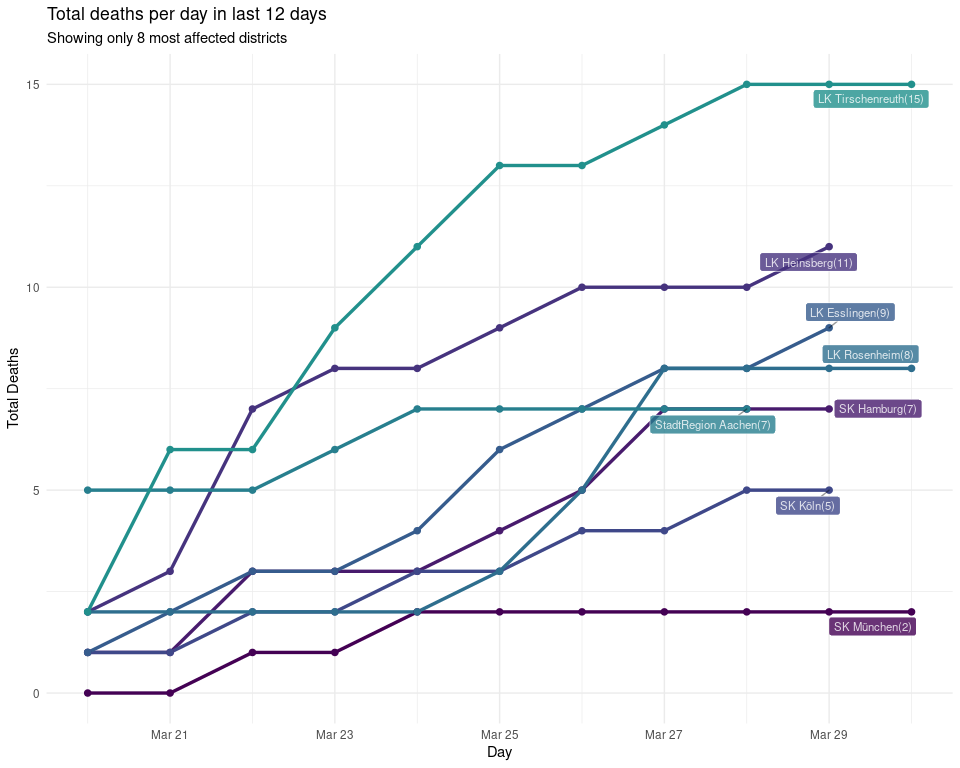 Total deaths per day in last 12 days
Showing only 8 most affected districts
Total Deaths
15
10
5
0
LK Tirschenreuth(15)
LK Heinsberg(11)
LK Esslingen(9)
LK Rosenheim(8)
SK Hamburg(7)
StadtRegion Aachen(7)
SK Köln(5)
SK München(2)
Mar 21
Mar 23
Mar 25
Mar 27
Mar 29
Day